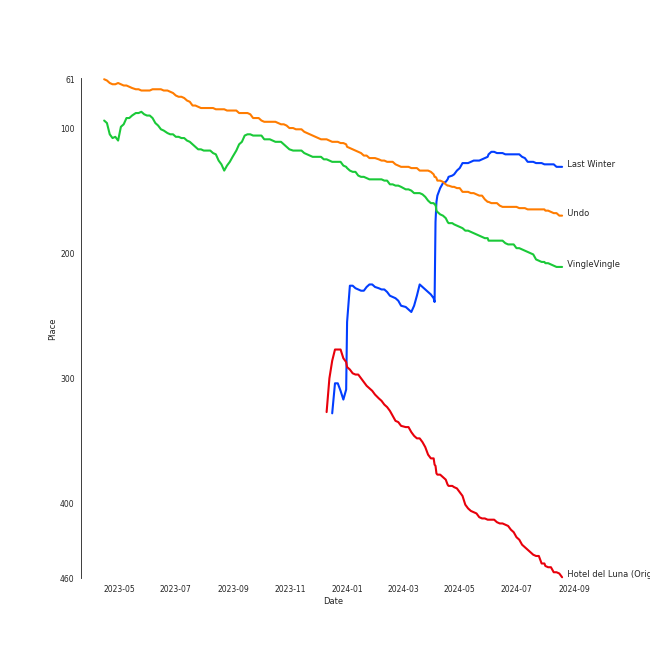 61
100
200
300
400
460
Place
2023-05
2023-07
2023-09
2023-11
2024-01
2024-03
2024-05
2024-07
2024-09
Date
Last Winter
Undo
VingleVingle
Hotel del Luna (Orig